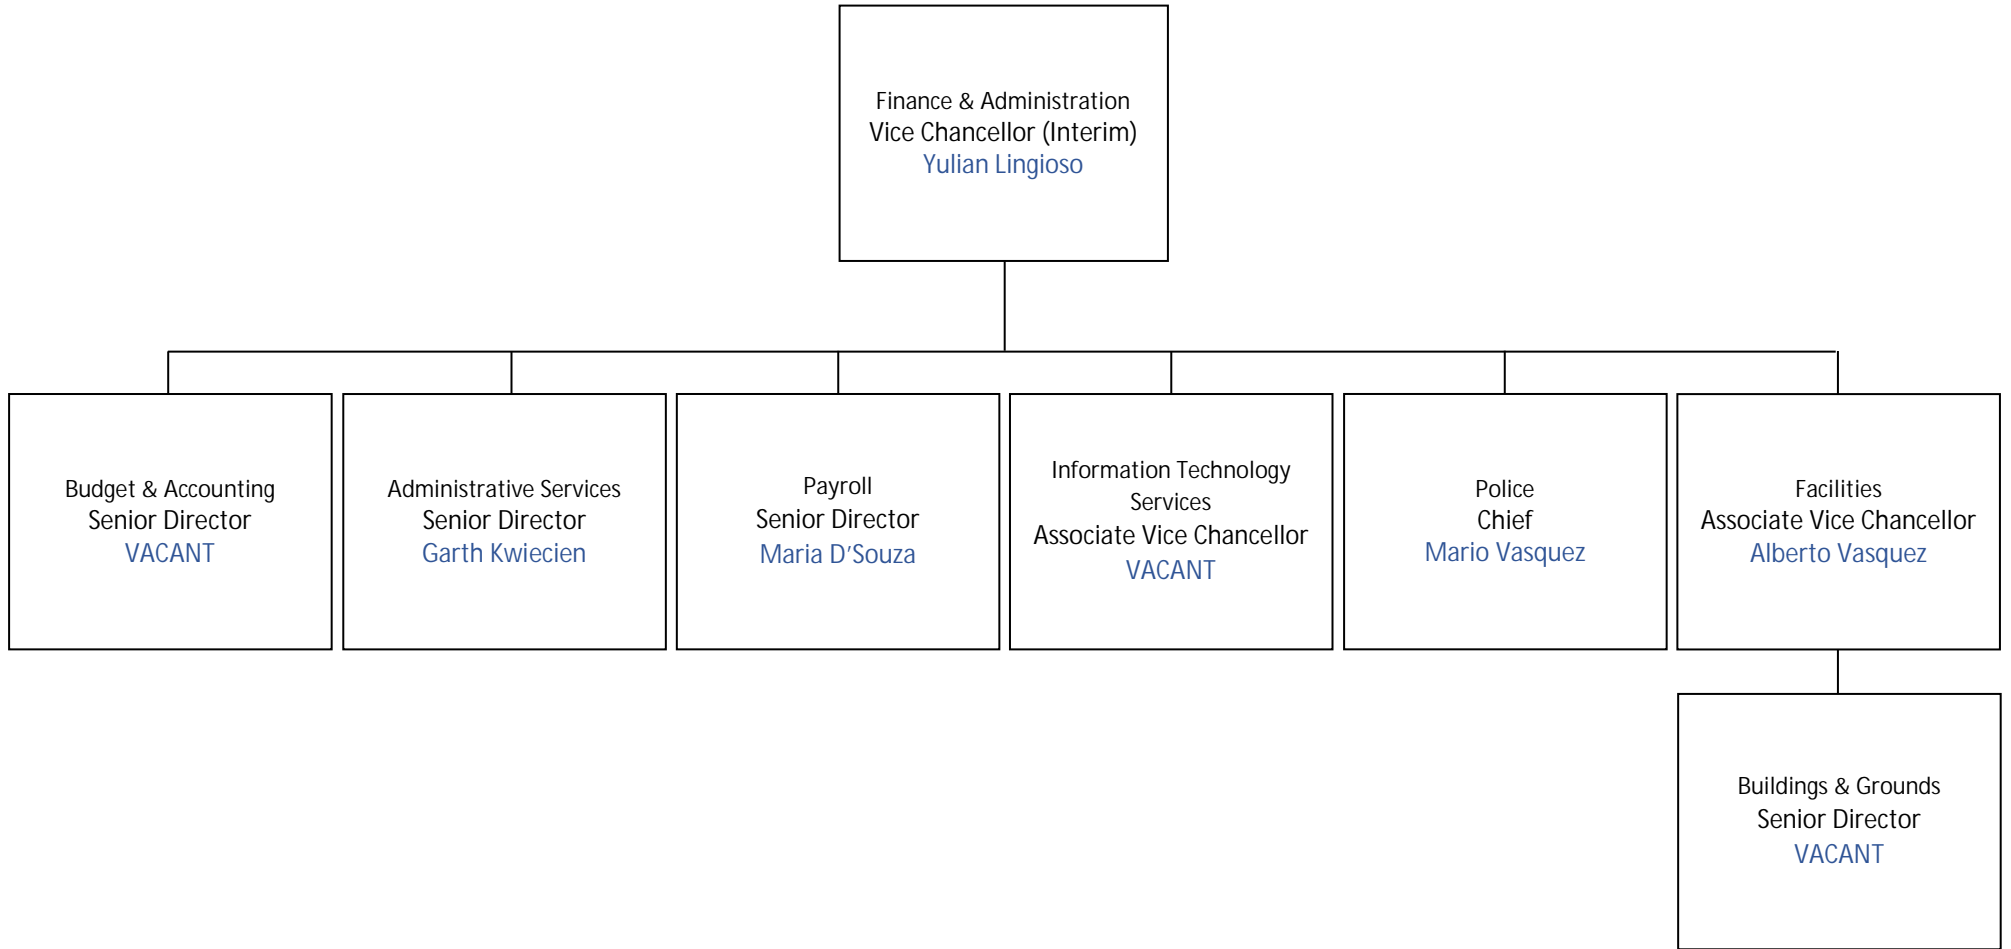 Finance & Administration
Vice Chancellor (Interim)
Yulian Lingioso
Budget & Accounting
Senior Director
VACANT
Administrative Services
Senior Director
Garth Kwiecien
Payroll
Senior Director
Maria D’Souza
Information Technology
Services
Associate Vice Chancellor
VACANT
Police
Chief
Mario Vasquez
Facilities
Associate Vice Chancellor
Alberto Vasquez
Buildings & Grounds
Senior Director
VACANT